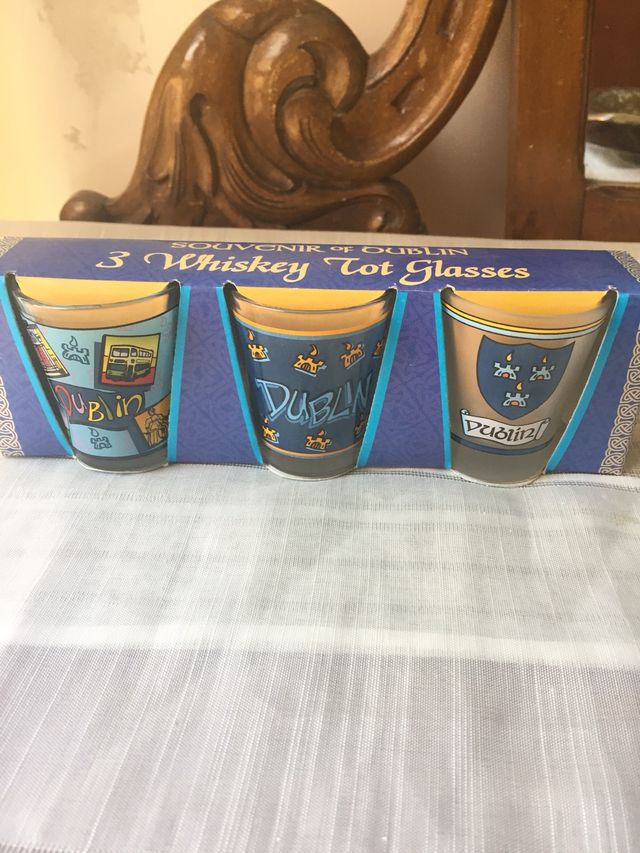 SOUVENIR of DUBLIN
3 Whiskey Tot Glasses
DUBLIN
DUBLIN
Dublin